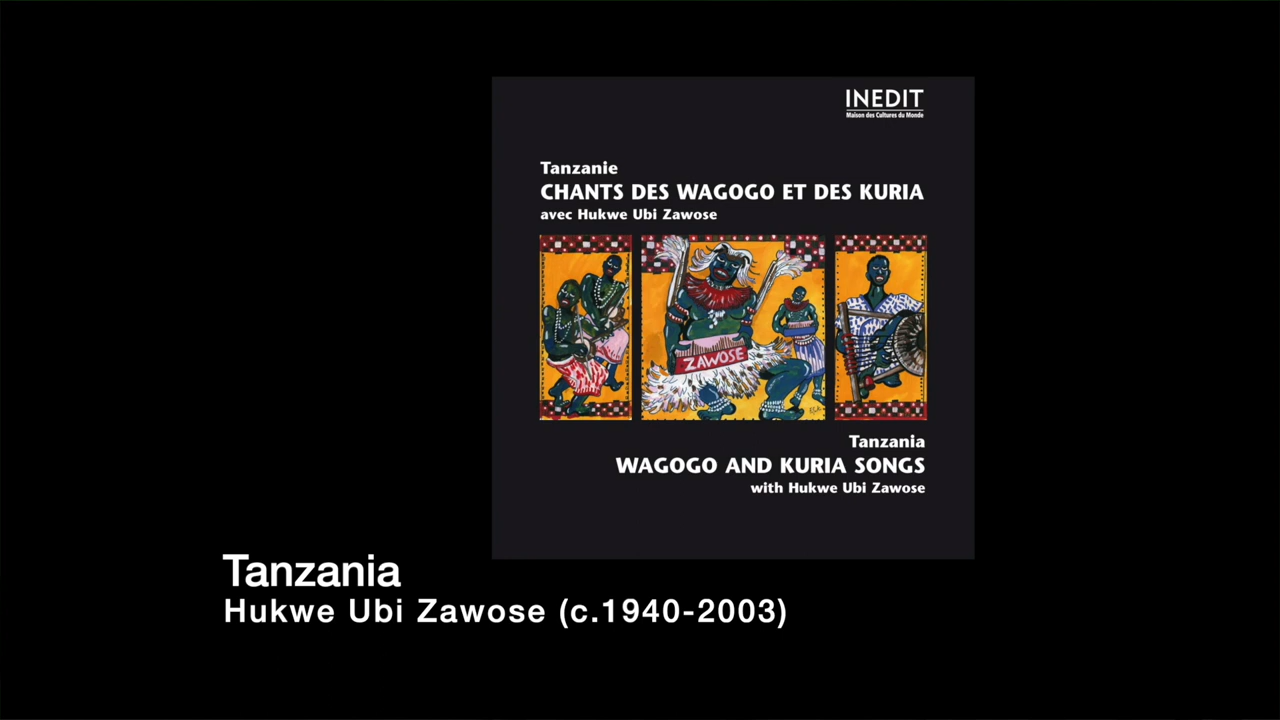 INEDIT
Maison des Cultures du Monde
Tanzanie
CHANTS DES WAGOGO ET DES KURIA
avec Hukwe Ubi Zawose
ZAWOSE
Tanzania
WAGOGO AND KURIA SONGS
with Hukwe Ubi Zawose
Tanzania
Hukwe Ubi Zawose (c.1940-2003)